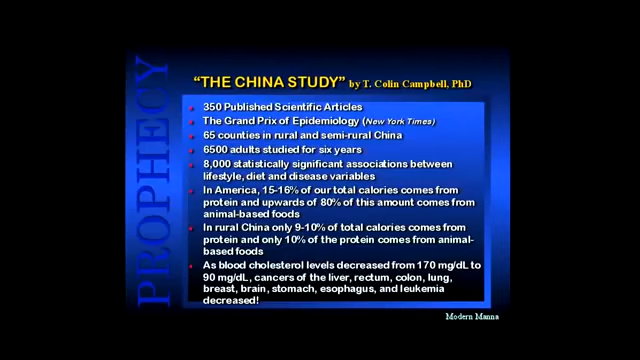 PROPHECY
“THE CHINA STUDY” by T. Colin Campbell, PhD
350 Published Scientific Articles
The Grand Prix of Epidemiology (New York Times)
65 counties in rural and semi-rural China
6500 adults studied for six years
8,000 statistically significant associations between
lifestyle, diet and disease variables
In America, 15-16% of our total calories comes from
protein and upwards of 80% of this amount comes from
animal-based foods
In rural China only 9-10% of total calories comes from
protein and only 10% of the protein comes from animal-
based foods
As blood cholesterol levels decreased from 170 mg/dL to
90 mg/dL, cancers of the liver, rectum, colon, lung,
breast, brain, stomach, esophagus, and leukemia
decreased!
Modern Manna